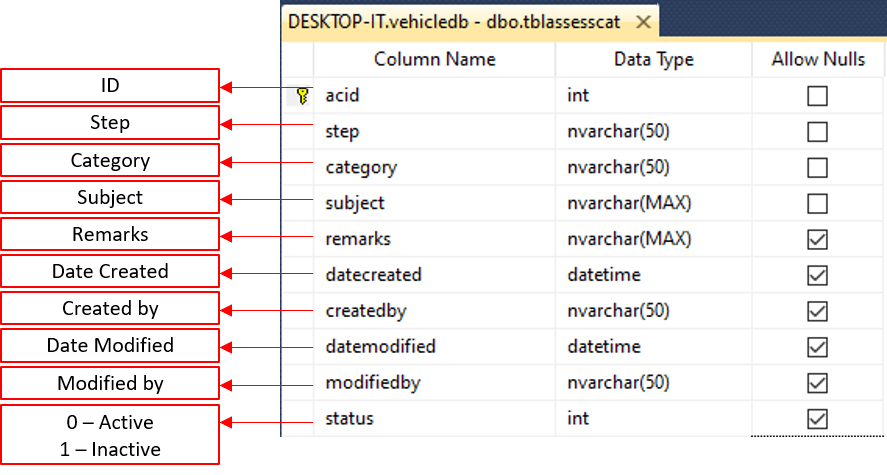 DESKTOP-IT.vehicledb - dbo.tblassesscat
Column Name Data Type Allow Nulls
ID acid int
Step step nvarchar(50)
Category category nvarchar(50)
Subject subject nvarchar(MAX)
Remarks remarks nvarchar(MAX)
Date Created datecreated datetime
Created by createdby nvarchar(50)
Date Modified datemodified datetime
Modified by modifiedby nvarchar(50)
0 – Active status int
1 – Inactive